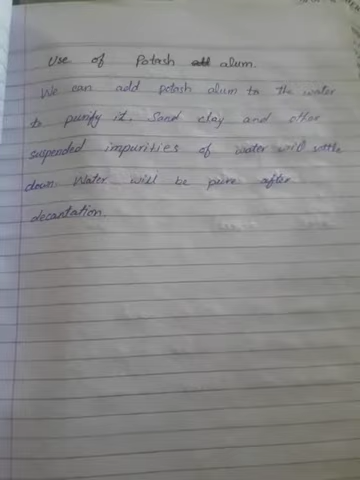 Use of Potash alum.
We can add potash alum to the water
to purify it. Sand clay and other
suspended impurities of water will settle
down. Water will be pure after
decantation.